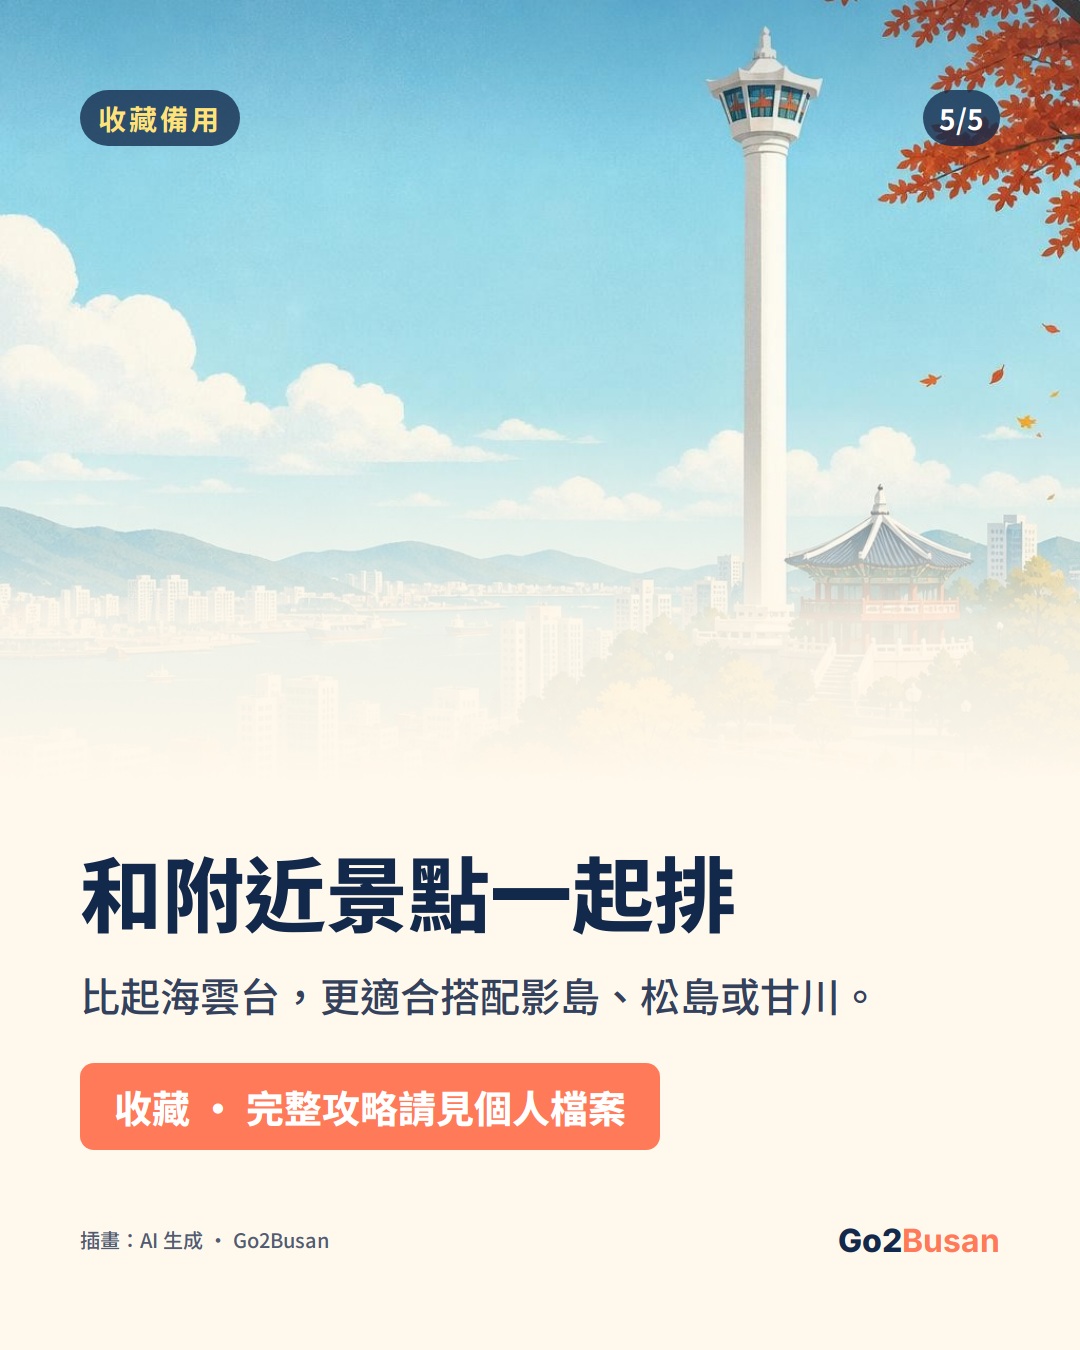 收藏備用
5/5
和附近景點一起排
比起海雲台，更適合搭配影島、松島或甘川。
收藏 · 完整攻略請見個人檔案
插畫：AI 生成 · Go2Busan
Go2Busan